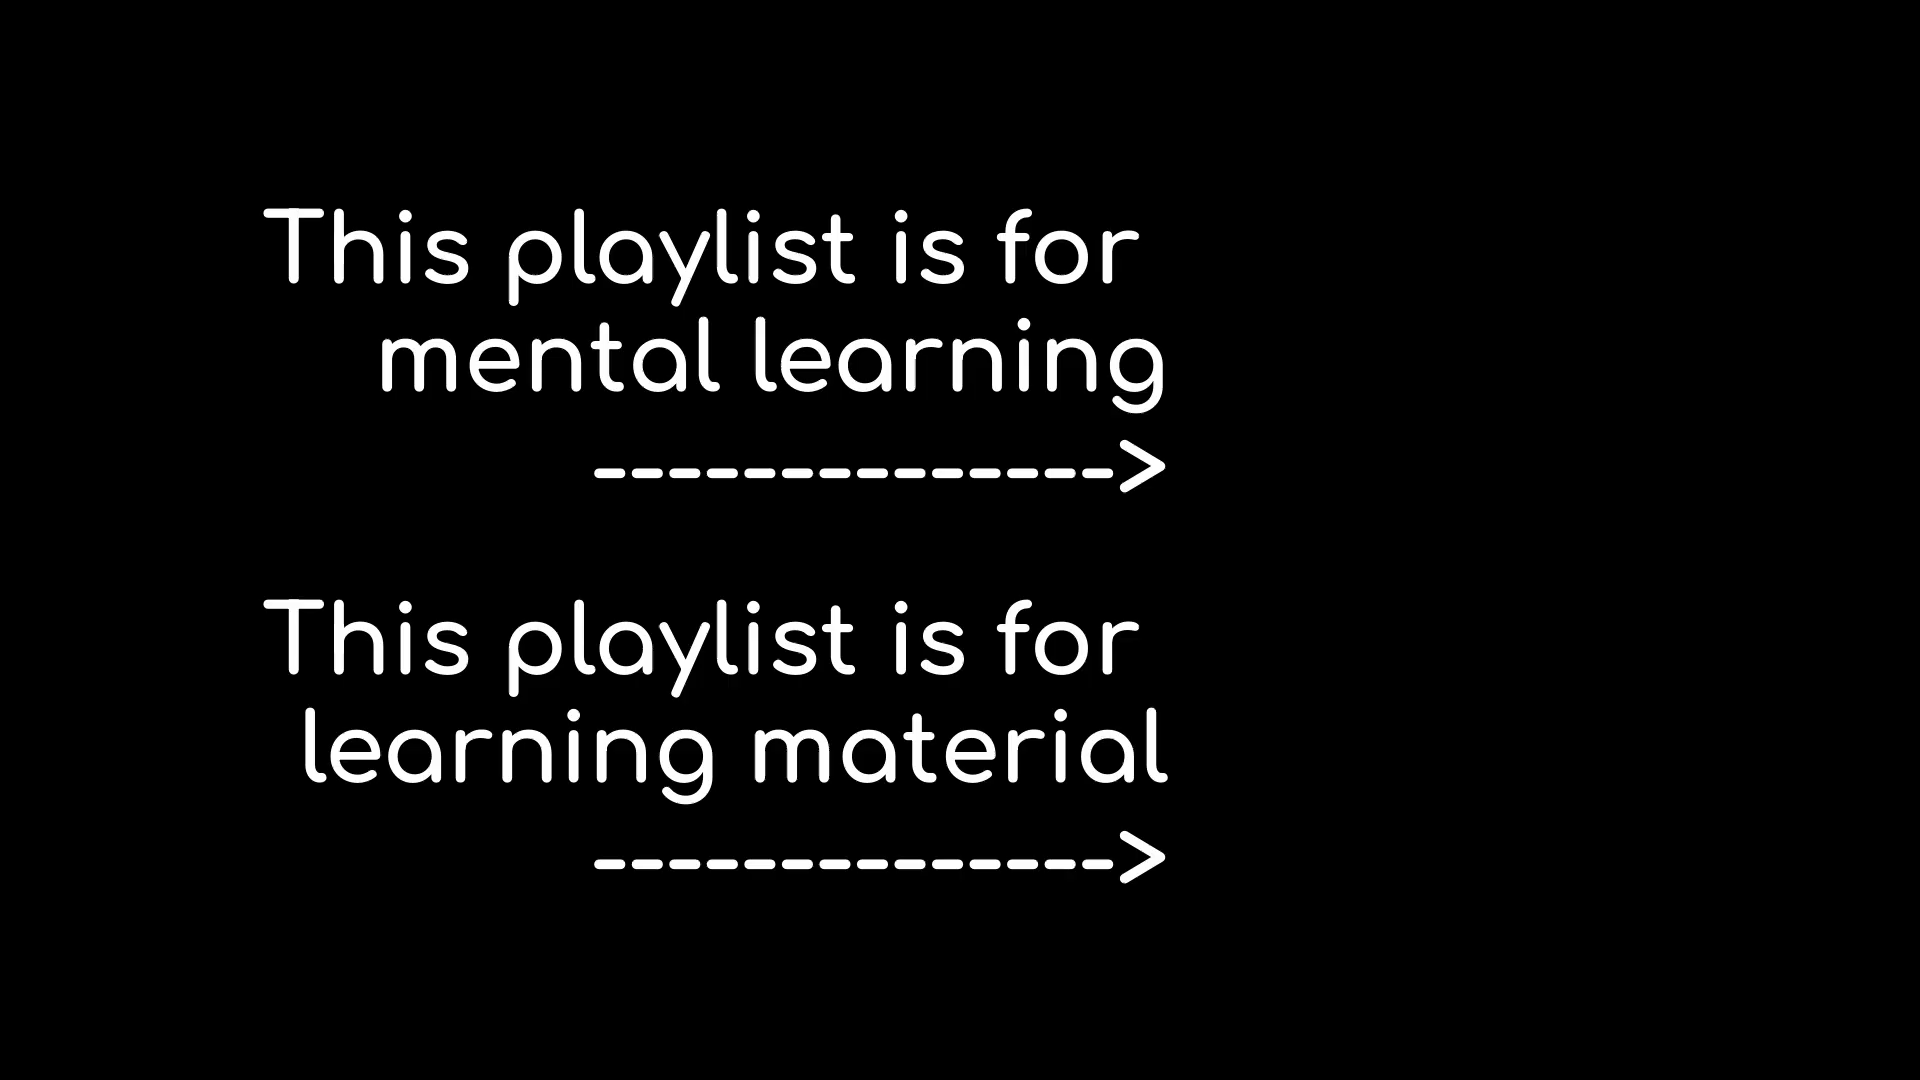 This playlist is for
mental learning
-------------->
This playlist is for
learning material
-------------->